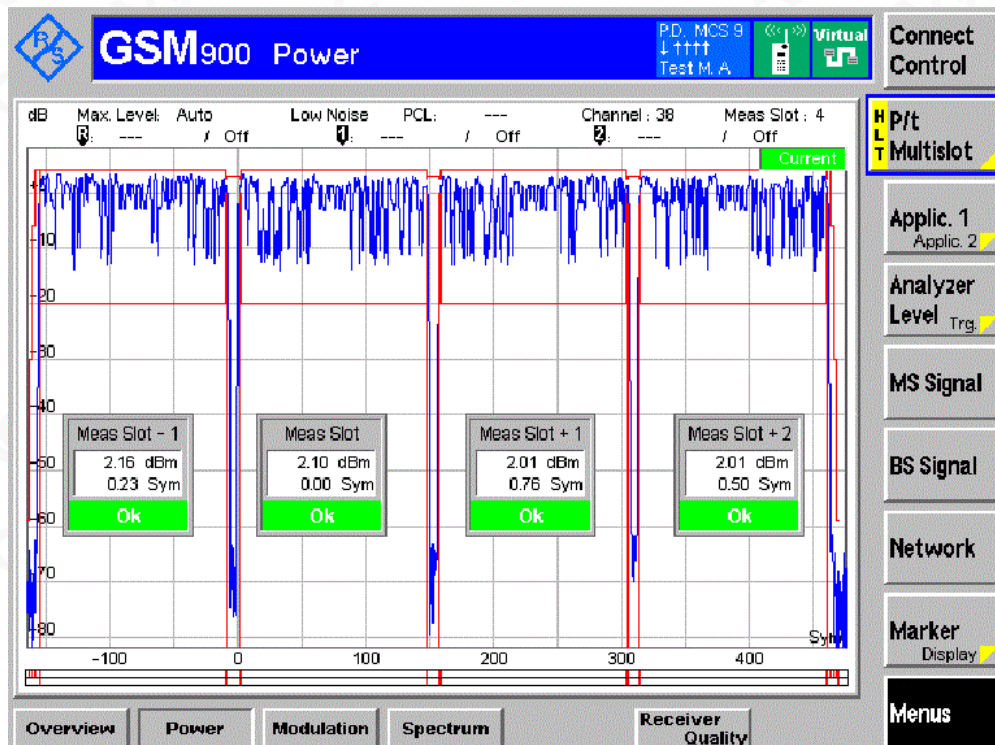 R S
GSM900 Power
P.D. MCS 9
↓ ↑↑↑↑
Test M. A.
Virtual
Connect Control
dB Max. Level: Auto Low Noise PCL: --- Channel : 38 Meas Slot : 4
R: --- / Off 1: --- / Off 2: --- / Off
Current
HLT
P/t Multislot
Applic. 1
Applic. 2
Analyzer Level Trg.
MS Signal
BS Signal
Network
Marker
Display
Menus
-10
-20
-30
-40
-50
-60
-70
-80
Meas Slot - 1
2.16 dBm
0.23 Sym
Ok
Meas Slot
2.10 dBm
0.00 Sym
Ok
Meas Slot + 1
2.01 dBm
0.76 Sym
Ok
Meas Slot + 2
2.01 dBm
0.50 Sym
Ok
-100 0 100 200 300 400
Overview Power Modulation Spectrum Receiver Quality